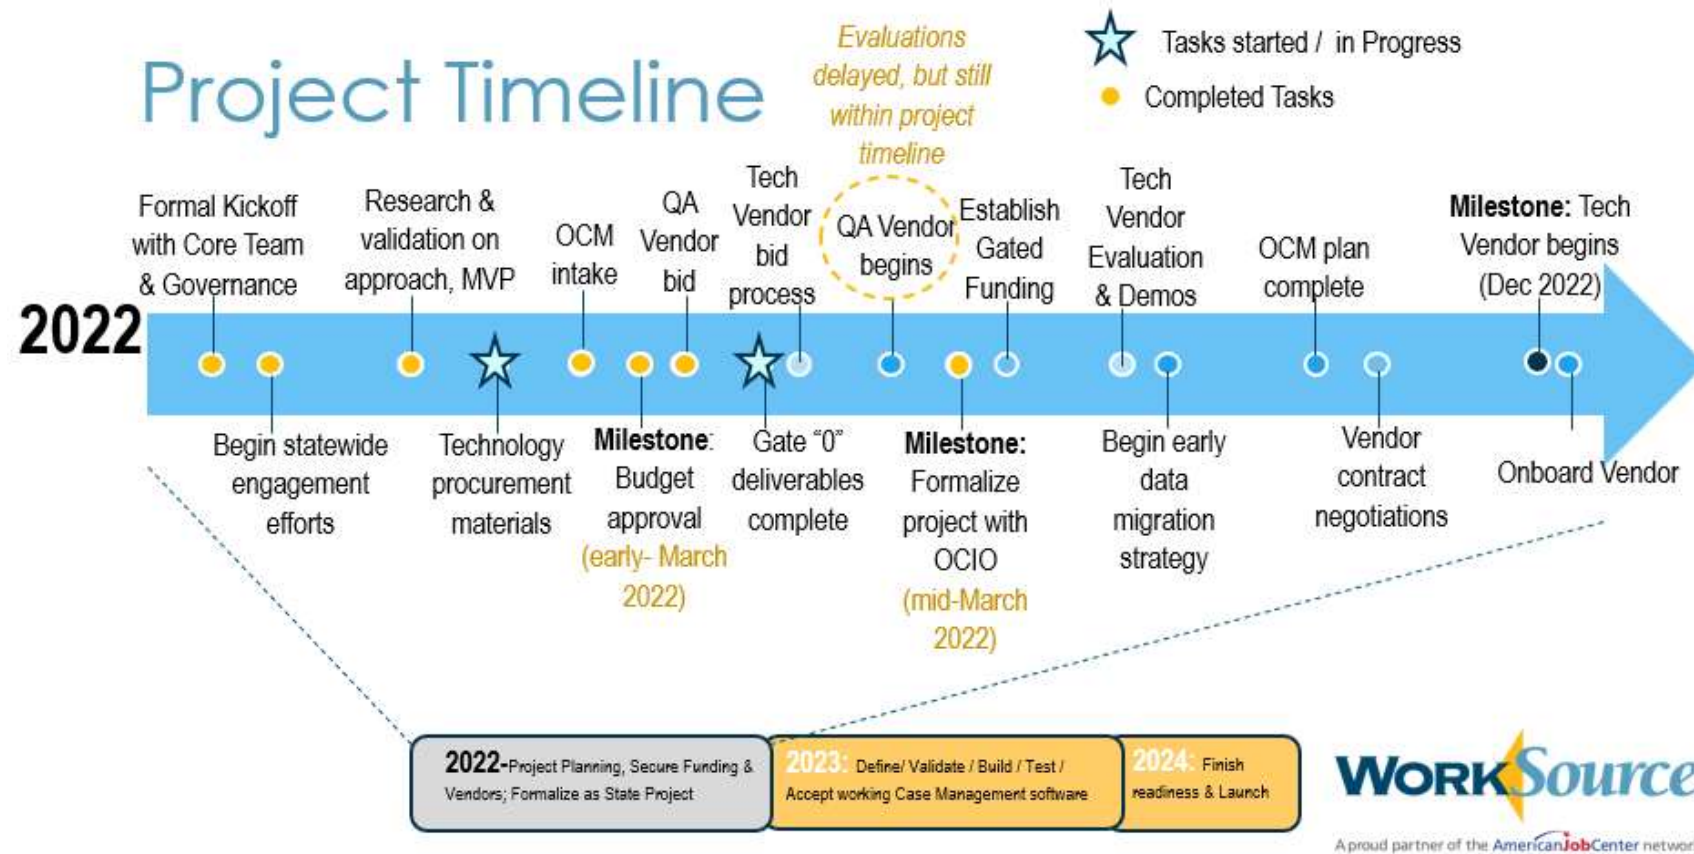 Project Timeline
Evaluations
delayed, but still
within project
timeline
Tasks started / in Progress
Completed Tasks
2022
Formal Kickoff
with Core Team
& Governance
Research &
validation on
approach, MVP
OCM
intake
QA
Vendor
bid
Tech
Vendor
bid
process
QA Vendor
begins
Establish
Gated
Funding
Tech
Vendor
Evaluation
& Demos
OCM plan
complete
Milestone: Tech
Vendor begins
(Dec 2022)
Begin statewide
engagement
efforts
Technology
procurement
materials
Milestone:
Budget
approval
(early- March
2022)
Gate “0”
deliverables
complete
Milestone:
Formalize
project with
OCIO
(mid-March
2022)
Begin early
data
migration
strategy
Vendor
contract
negotiations
Onboard Vendor
2022-Project Planning, Secure Funding &
Vendors; Formalize as State Project
2023: Define/ Validate / Build / Test /
Accept working Case Management software
2024: Finish
readiness & Launch
WorkSource
A proud partner of the AmericanJobCenter networ